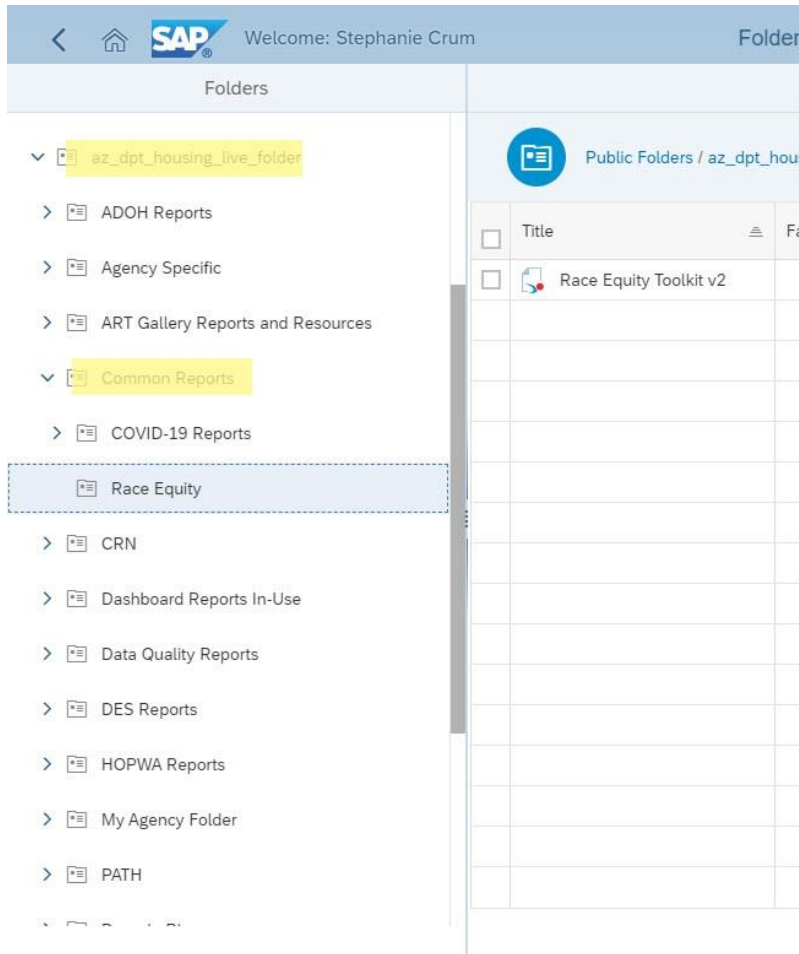 SAP® Welcome: Stephanie Crum Folder
Folders
az_dpt_housing_live_folder
ADOH Reports
Agency Specific
ART Gallery Reports and Resources
Common Reports
COVID-19 Reports
Race Equity
CRN
Dashboard Reports In-Use
Data Quality Reports
DES Reports
HOPWA Reports
My Agency Folder
PATH
Public Folders / az_dpt_hous
Title Fa
Race Equity Toolkit v2